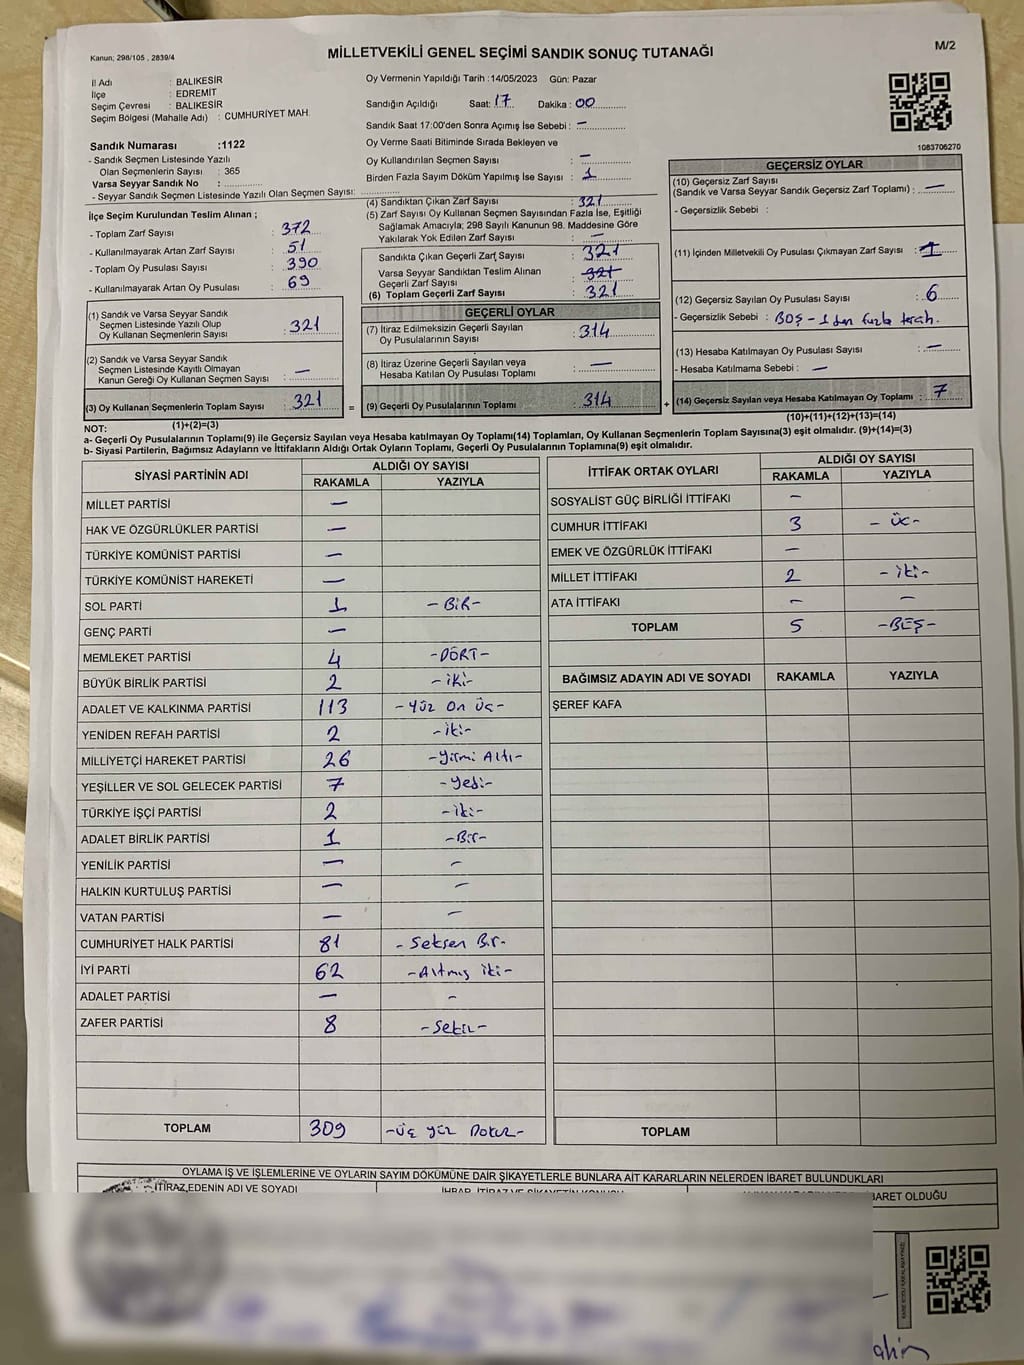 Kanun; 298/105 , 2839/4
MİLLETVEKİLİ GENEL SEÇİMİ SANDIK SONUÇ TUTANAĞI
M/2
İl Adı : BALIKESİR
İlçe : EDREMİT
Seçim Çevresi : BALIKESİR
Seçim Bölgesi (Mahalle Adı) : CUMHURİYET MAH.
Oy Vermenin Yapıldığı Tarih :14/05/2023 Gün: Pazar
Sandığın Açıldığı Saat: 17 Dakika : 00
Sandık Saat 17:00'den Sonra Açımış İse Sebebi : —
Oy Verme Saati Bitiminde Sırada Bekleyen ve
Oy Kullandırılan Seçmen Sayısı : —
Birden Fazla Sayım Döküm Yapılmış İse Sayısı : 1
1083706270
Sandık Numarası :1122
- Sandık Seçmen Listesinde Yazılı
Olan Seçmenlerin Sayısı : 365
Varsa Seyyar Sandık No :
- Seyyar Sandık Seçmen Listesinde Yazılı Olan Seçmen Sayısı:
İlçe Seçim Kurulundan Teslim Alınan ;
- Toplam Zarf Sayısı : 372
- Kullanılmayarak Artan Zarf Sayısı : 51
- Toplam Oy Pusulası Sayısı : 390
- Kullanılmayarak Artan Oy Pusulası : 69
(1) Sandık ve Varsa Seyyar Sandık
Seçmen Listesinde Yazılı Olup
Oy Kullanan Seçmenlerin Sayısı : 321
(2) Sandık ve Varsa Seyyar Sandık
Seçmen Listesinde Kayıtlı Olmayan
Kanun Gereği Oy Kullanan Seçmen Sayısı : —
(3) Oy Kullanan Seçmenlerin Toplam Sayısı : 321
(1)+(2)=(3)
(4) Sandıktan Çıkan Zarf Sayısı : 321
(5) Zarf Sayısı Oy Kullanan Seçmen Sayısından Fazla İse, Eşitliği
Sağlamak Amacıyla; 298 Sayılı Kanunun 98. Maddesine Göre
Yakılarak Yok Edilen Zarf Sayısı : —
Sandıkta Çıkan Geçerli Zarf Sayısı : 321
Varsa Seyyar Sandıktan Teslim Alınan
Geçerli Zarf Sayısı : 321
(6) Toplam Geçerli Zarf Sayısı : 321
GEÇERLİ OYLAR
(7) İtiraz Edilmeksizin Geçerli Sayılan
Oy Pusulalarının Sayısı : 314
(8) İtiraz Üzerine Geçerli Sayılan veya
Hesaba Katılan Oy Pusulası Toplamı : —
= (9) Geçerli Oy Pusulalarının Toplamı : 314 +
GEÇERSİZ OYLAR
(10) Geçersiz Zarf Sayısı
(Sandık ve Varsa Seyyar Sandık Geçersiz Zarf Toplamı) : —
- Geçersizlik Sebebi :
(11) İçinden Milletvekili Oy Pusulası Çıkmayan Zarf Sayısı : 1
(12) Geçersiz Sayılan Oy Pusulası Sayısı : 6
- Geçersizlik Sebebi : BOŞ - 1 den fazla tercih.
(13) Hesaba Katılmayan Oy Pusulası Sayısı : —
- Hesaba Katılmama Sebebi : —
(14) Geçersiz Sayılan veya Hesaba Katılmayan Oy Toplamı : 7
(10)+(11)+(12)+(13)=(14)
NOT:
a- Geçerli Oy Pusulalarının Toplamı(9) ile Geçersiz Sayılan veya Hesaba katılmayan Oy Toplamı(14) Toplamları, Oy Kullanan Seçmenlerin Toplam Sayısına(3) eşit olmalıdır. (9)+(14)=(3)
b- Siyasi Partilerin, Bağımsız Adayların ve İttifakların Aldığı Ortak Oyların Toplamı, Geçerli Oy Pusulalarının Toplamına(9) eşit olmalıdır.
SİYASİ PARTİNİN ADI ALDIĞI OY SAYISI
RAKAMLA YAZIYLA
MİLLET PARTİSİ —
HAK VE ÖZGÜRLÜKLER PARTİSİ —
TÜRKİYE KOMÜNİST PARTİSİ —
TÜRKİYE KOMÜNİST HAREKETİ —
SOL PARTİ 1 - BİR -
GENÇ PARTİ —
MEMLEKET PARTİSİ 4 - DÖRT -
BÜYÜK BİRLİK PARTİSİ 2 - iki -
ADALET VE KALKINMA PARTİSİ 113 - Yüz On Üç -
YENİDEN REFAH PARTİSİ 2 - iki -
MİLLİYETÇİ HAREKET PARTİSİ 26 - Yirmi Altı -
YEŞİLLER VE SOL GELECEK PARTİSİ 7 - Yedi -
TÜRKİYE İŞÇİ PARTİSİ 2 - iki -
ADALET BİRLİK PARTİSİ 1 - Bir -
YENİLİK PARTİSİ — —
HALKIN KURTULUŞ PARTİSİ — —
VATAN PARTİSİ — —
CUMHURİYET HALK PARTİSİ 81 - Seksen Bir -
İYİ PARTİ 62 - Altmış iki -
ADALET PARTİSİ — -
ZAFER PARTİSİ 8 - Sekiz -
TOPLAM 309 - Üç yüz Dokuz -
İTTİFAK ORTAK OYLARI ALDIĞI OY SAYISI
RAKAMLA YAZIYLA
SOSYALİST GÜÇ BİRLİĞİ İTTİFAKI —
CUMHUR İTTİFAKI 3 - Üç -
EMEK VE ÖZGÜRLÜK İTTİFAKI —
MİLLET İTTİFAKI 2 - iki -
ATA İTTİFAKI — —
TOPLAM 5 - BEŞ -
BAĞIMSIZ ADAYIN ADI VE SOYADI RAKAMLA YAZIYLA
ŞEREF KAFA
TOPLAM
OYLAMA İŞ VE İŞLEMLERİNE VE OYLARIN SAYIM DÖKÜMÜNE DAİR ŞİKAYETLERLE BUNLARA AİT KARARLARIN NELERDEN İBARET BULUNDUKLARI
İTİRAZ EDENİN ADI VE SOYADI
İBARET OLDUĞU